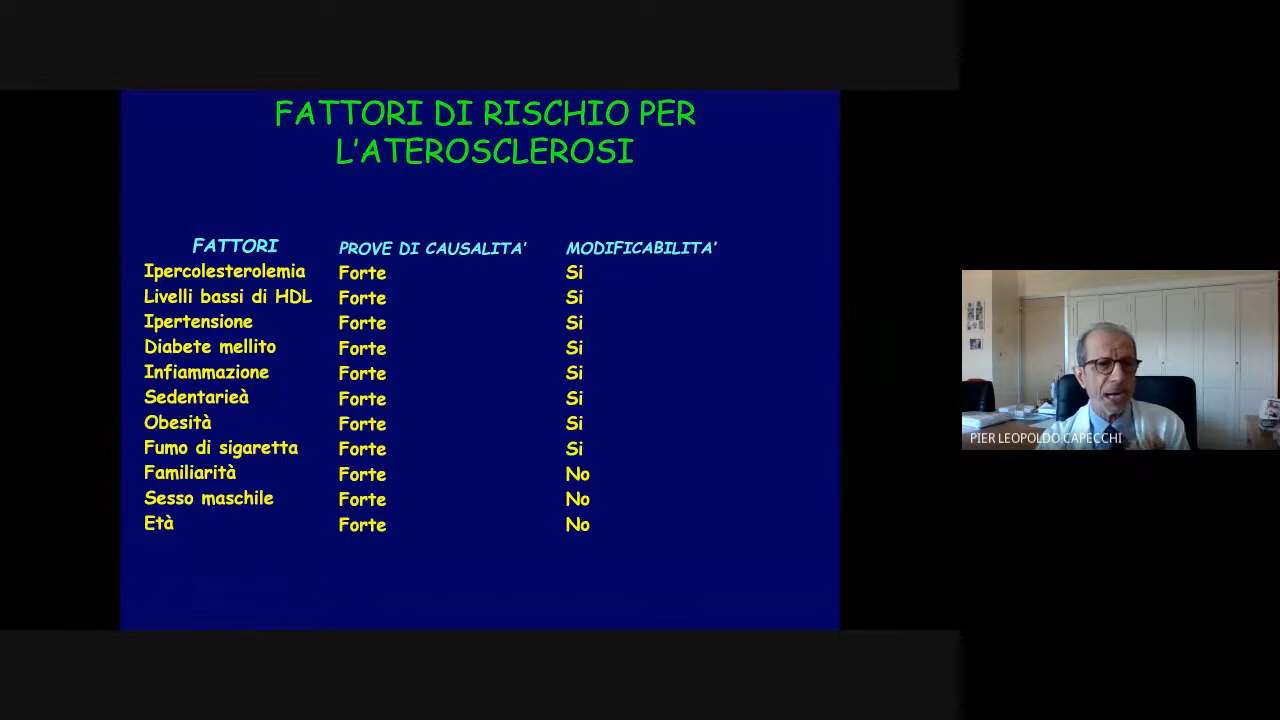 FATTORI DI RISCHIO PER
L'ATEROSCLEROSI
FATTORI PROVE DI CAUSALITA' MODIFICABILITA'
Ipercolesterolemia Forte Si
Livelli bassi di HDL Forte Si
Ipertensione Forte Si
Diabete mellito Forte Si
Infiammazione Forte Si
Sedentarieà Forte Si
Obesità Forte Si
Fumo di sigaretta Forte Si
Familiarità Forte No
Sesso maschile Forte No
Età Forte No
PIER LEOPOLDO CAPECCHI